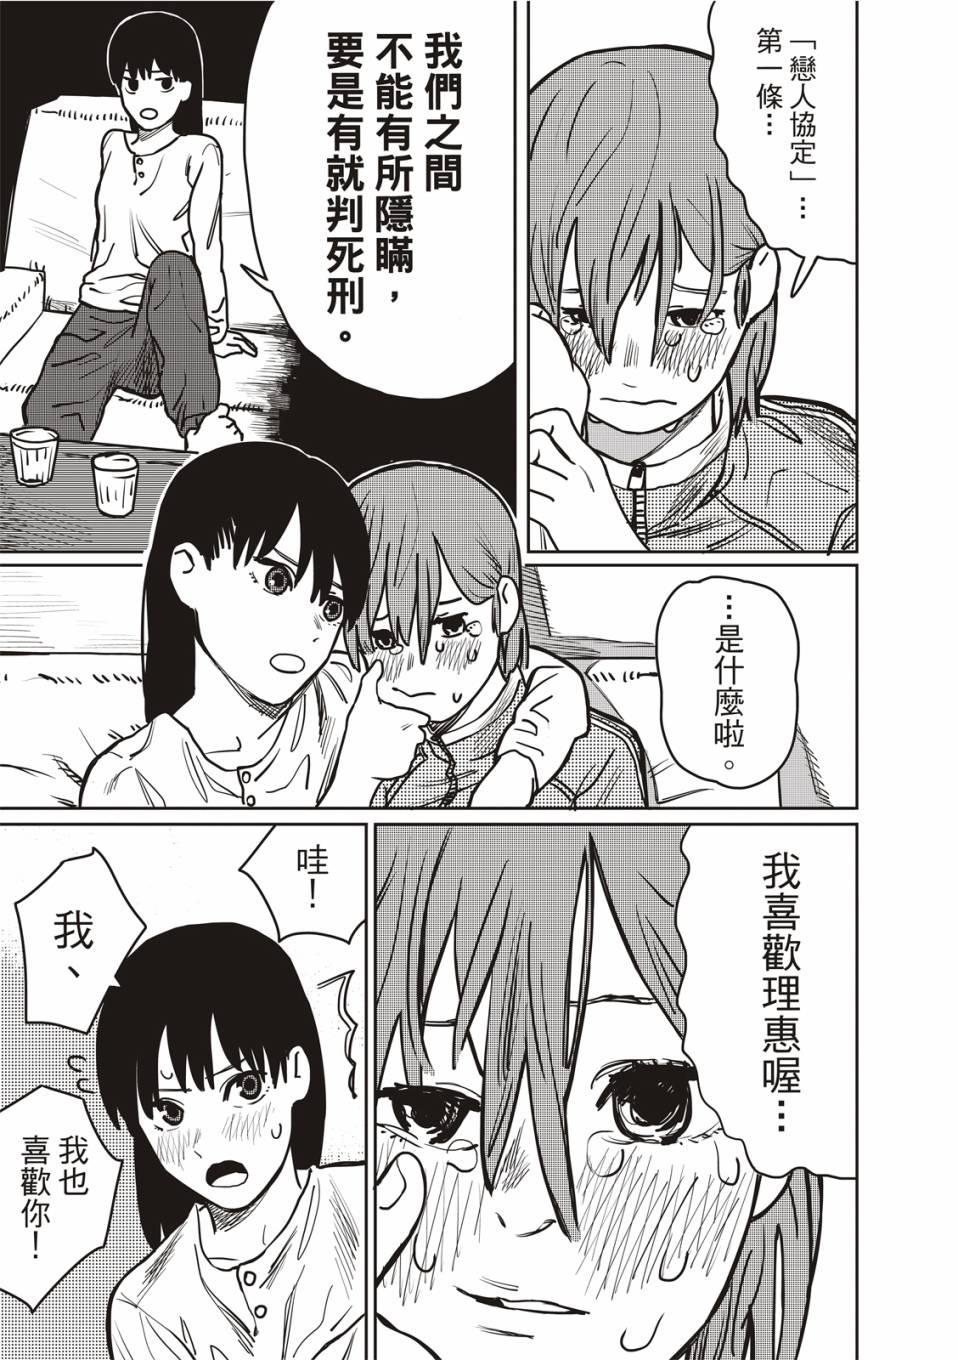 「戀人協定」…
第一條…
我們之間
不能有所隱瞞，
要是有就判死刑。
…是什麼啦。
我喜歡理惠喔…
哇！
我、
我也
喜歡你！